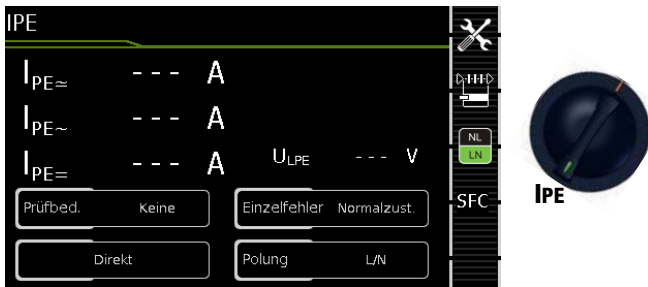 IPE
IPE≃ --- A
IPE~ --- A
IPE= --- A ULPE --- V
Prüfbed. Keine Einzelfehler Normalzust.
Direkt Polung L/N
NL
LN
SFC
IPE